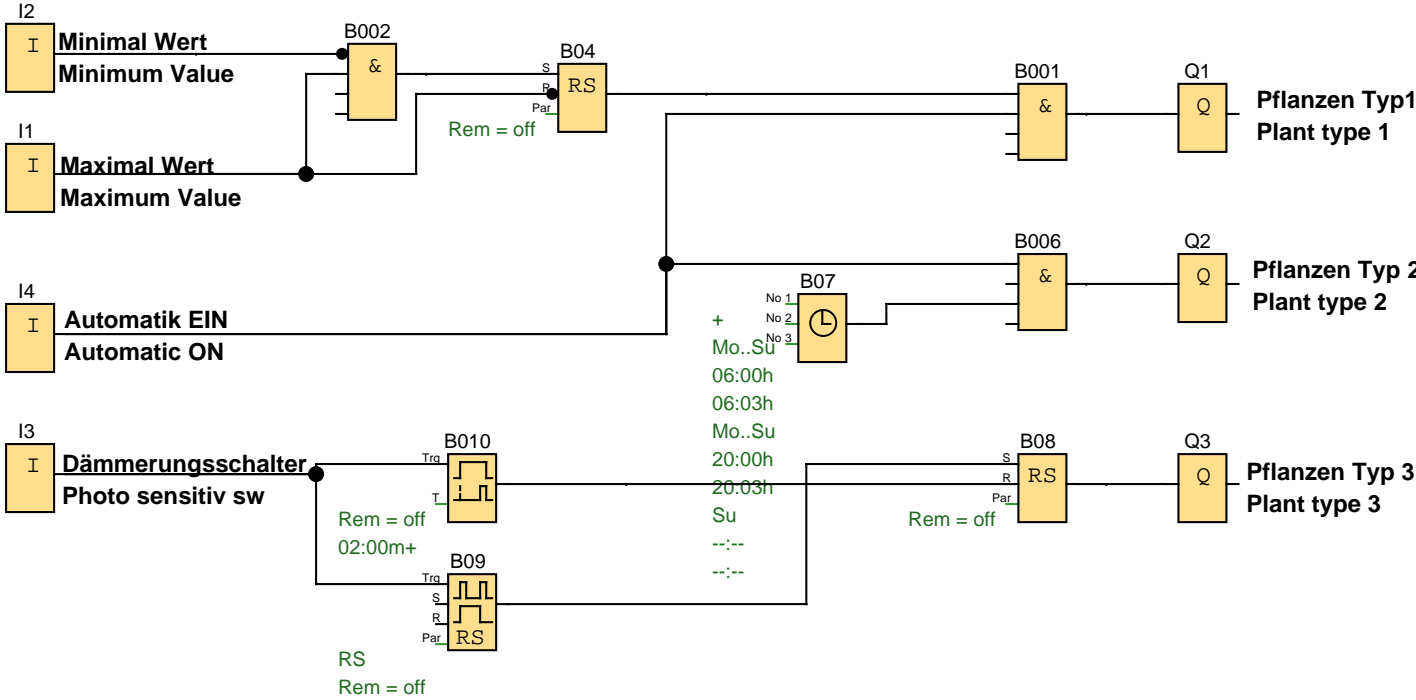 I2
I
Minimal Wert
Minimum Value
B002
&
B04
S
R
Par
RS
Rem = off
B001
&
Q1
Q
Pflanzen Typ1
Plant type 1
I1
I
Maximal Wert
Maximum Value
B006
&
Q2
Q
Pflanzen Typ 2
Plant type 2
B07
No 1
No 2
No 3
+
Mo..Su
06:00h
06:03h
Mo..Su
20:00h
20:03h
Su
--:--
--:--
I4
I
Automatik EIN
Automatic ON
I3
I
Dämmerungsschalter
Photo sensitiv sw
B010
Trg
T
Rem = off
02:00m+
B09
Trg
S
R
Par
RS
RS
Rem = off
B08
S
R
Par
RS
Rem = off
Q3
Q
Pflanzen Typ 3
Plant type 3